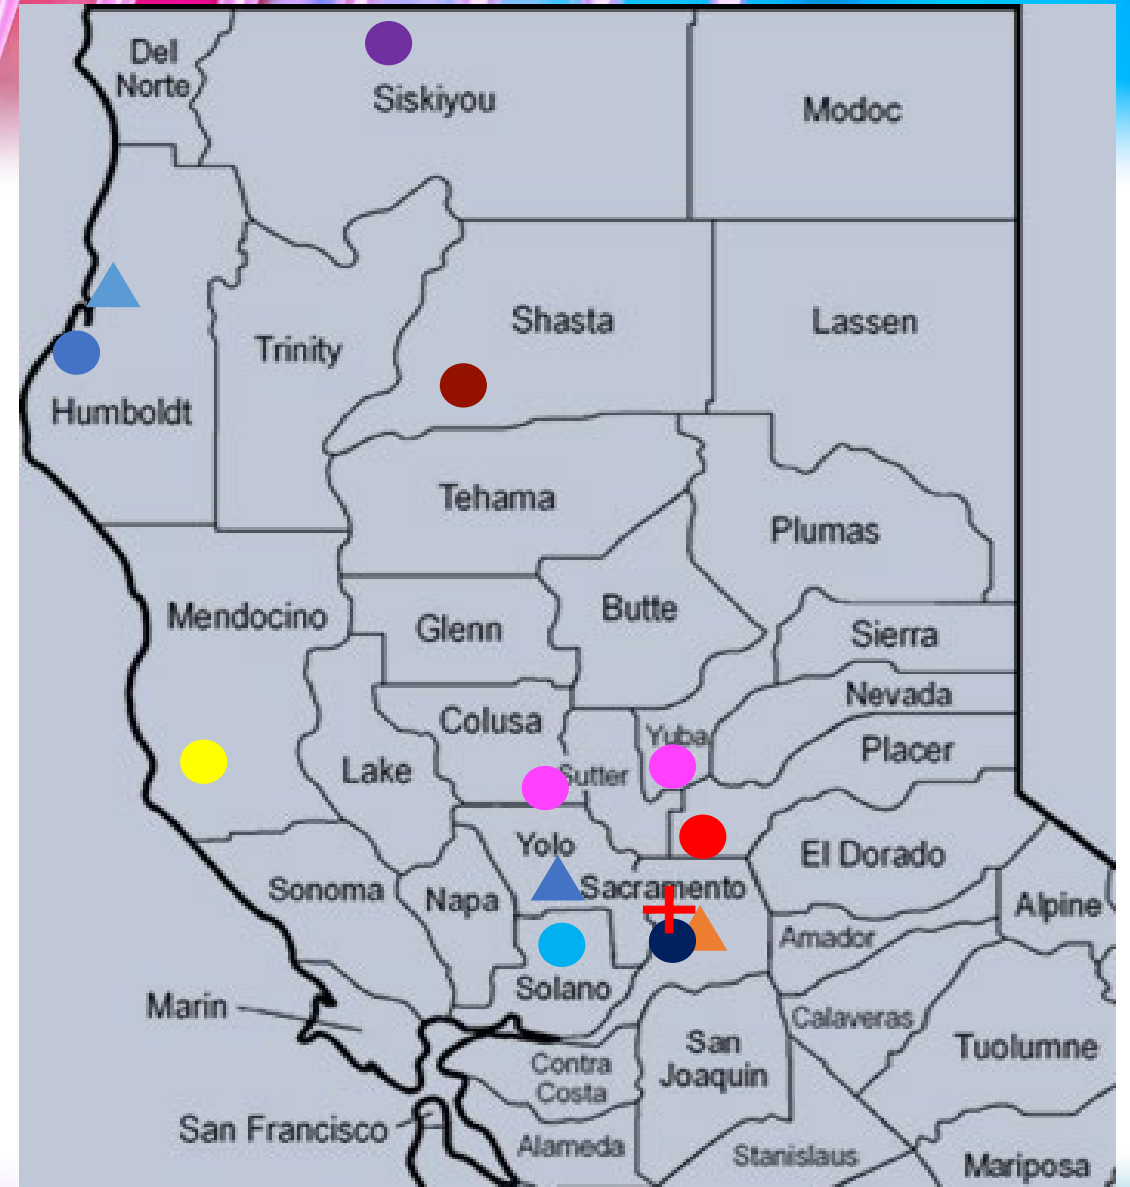 Del
Norte
Siskiyou
Modoc
Shasta
Lassen
Trinity
Humboldt
Tehama
Plumas
Mendocino
Glenn
Butte
Sierra
Nevada
Colusa
Yuba
Placer
Lake
Sutter
Yolo
El Dorado
Sonoma
Napa
Sacramento
Alpine
Amador
Solano
Marin
Calaveras
San
Joaquin
Tuolumne
Contra
Costa
San Francisco
Alameda
Stanislaus
Mariposa